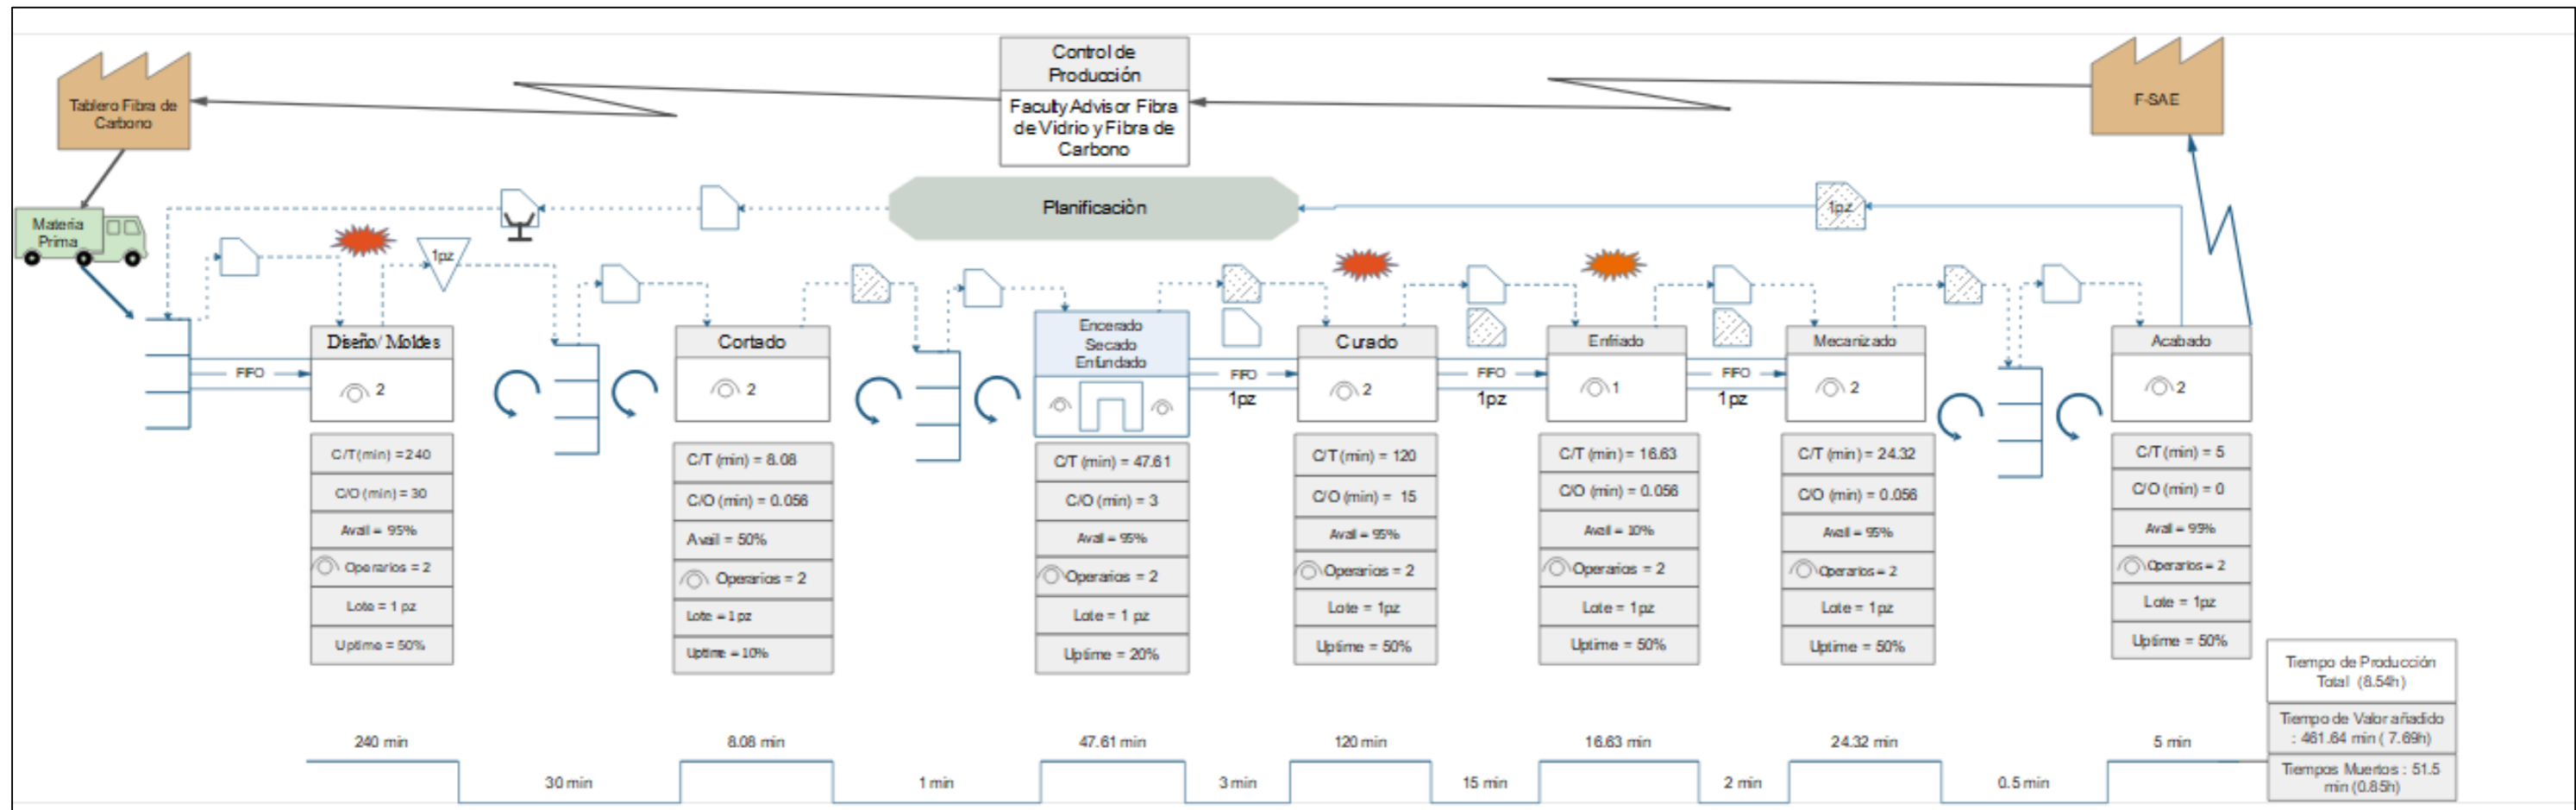 Control de
Producción
Faculty Advisor Fibra
de Vidrio y Fibra de
Carbono
Tablero Fibra de
Carbono
F-SAE
Materia
Prima
Planificaciòn
1pz
1pz
Diseño/ Moldes
2
FIFO
C/T(min) =240
C/O (min) = 30
Avail = 95%
Operarios = 2
Lote = 1 pz
Uptime = 50%
Cortado
2
C/T (min) = 8.08
C/O (min) = 0.056
Avail = 50%
Operarios = 2
Lote = 1 pz
Uptime = 10%
Encerado
Secado
Enfundado
C/T (min) = 47.61
C/O (min) = 3
Avail = 95%
Operarios = 2
Lote = 1 pz
Uptime = 20%
FIFO
1pz
Curado
2
C/T (min) = 120
C/O (min) = 15
Avail = 95%
Operarios = 2
Lote = 1pz
Uptime = 50%
FIFO
1pz
Enfriado
1
C/T (min) = 16.63
C/O (min) = 0.056
Avail = 10%
Operarios = 2
Lote = 1pz
Uptime = 50%
FIFO
1pz
Mecanizado
2
C/T (min) = 24.32
C/O (min) = 0.056
Avail = 95%
Operarios = 2
Lote = 1pz
Uptime = 50%
Acabado
2
C/T (min) = 5
C/O (min) = 0
Avail = 95%
Operarios = 2
Lote = 1pz
Uptime = 50%
240 min
30 min
8.08 min
1 min
47.61 min
3 min
120 min
15 min
16.63 min
2 min
24.32 min
0.5 min
5 min
Tiempo de Producción
Total (8.54h)
Tiempo de Valor añadido
: 461.64 min ( 7.69h)
Tiempos Muertos : 51.5
min (0.85h)